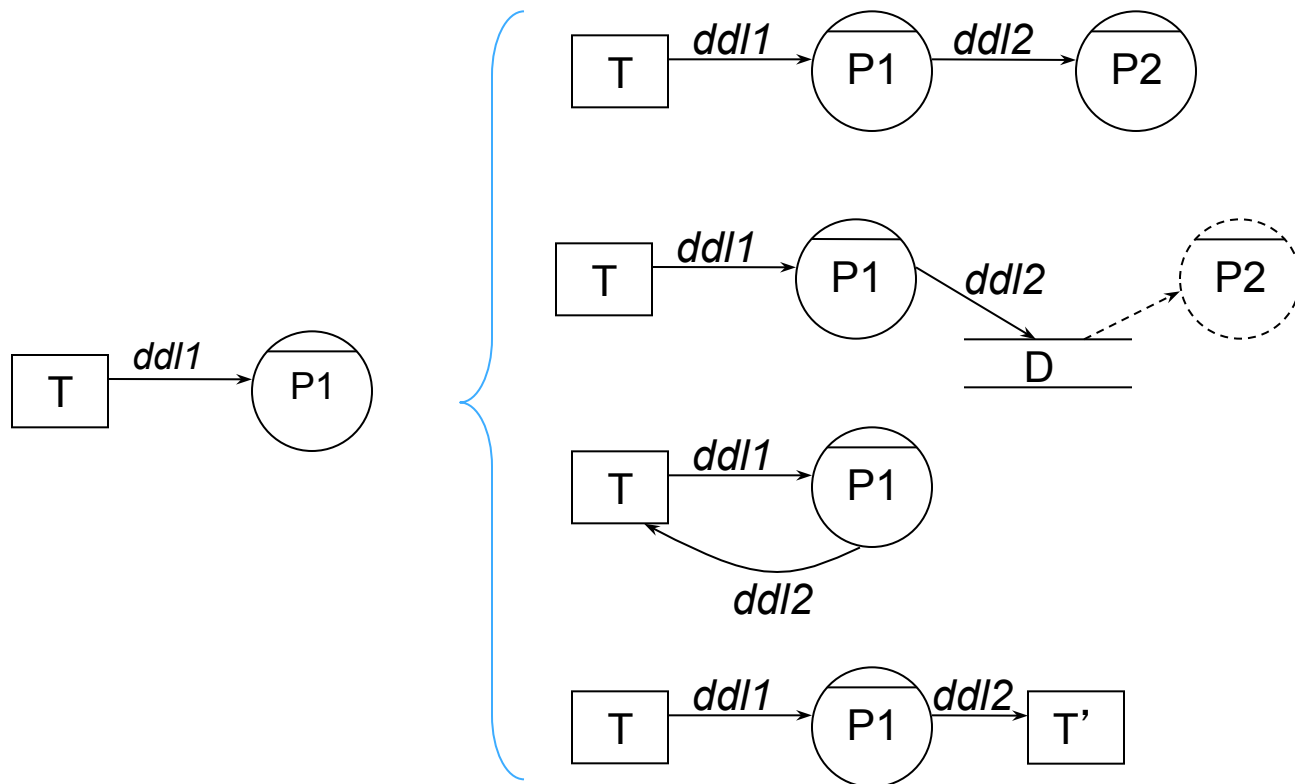 T ddl1 P1
T ddl1 P1 ddl2 P2
T ddl1 P1 ddl2 D P2
T ddl1 P1 ddl2
T ddl1 P1 ddl2 T’